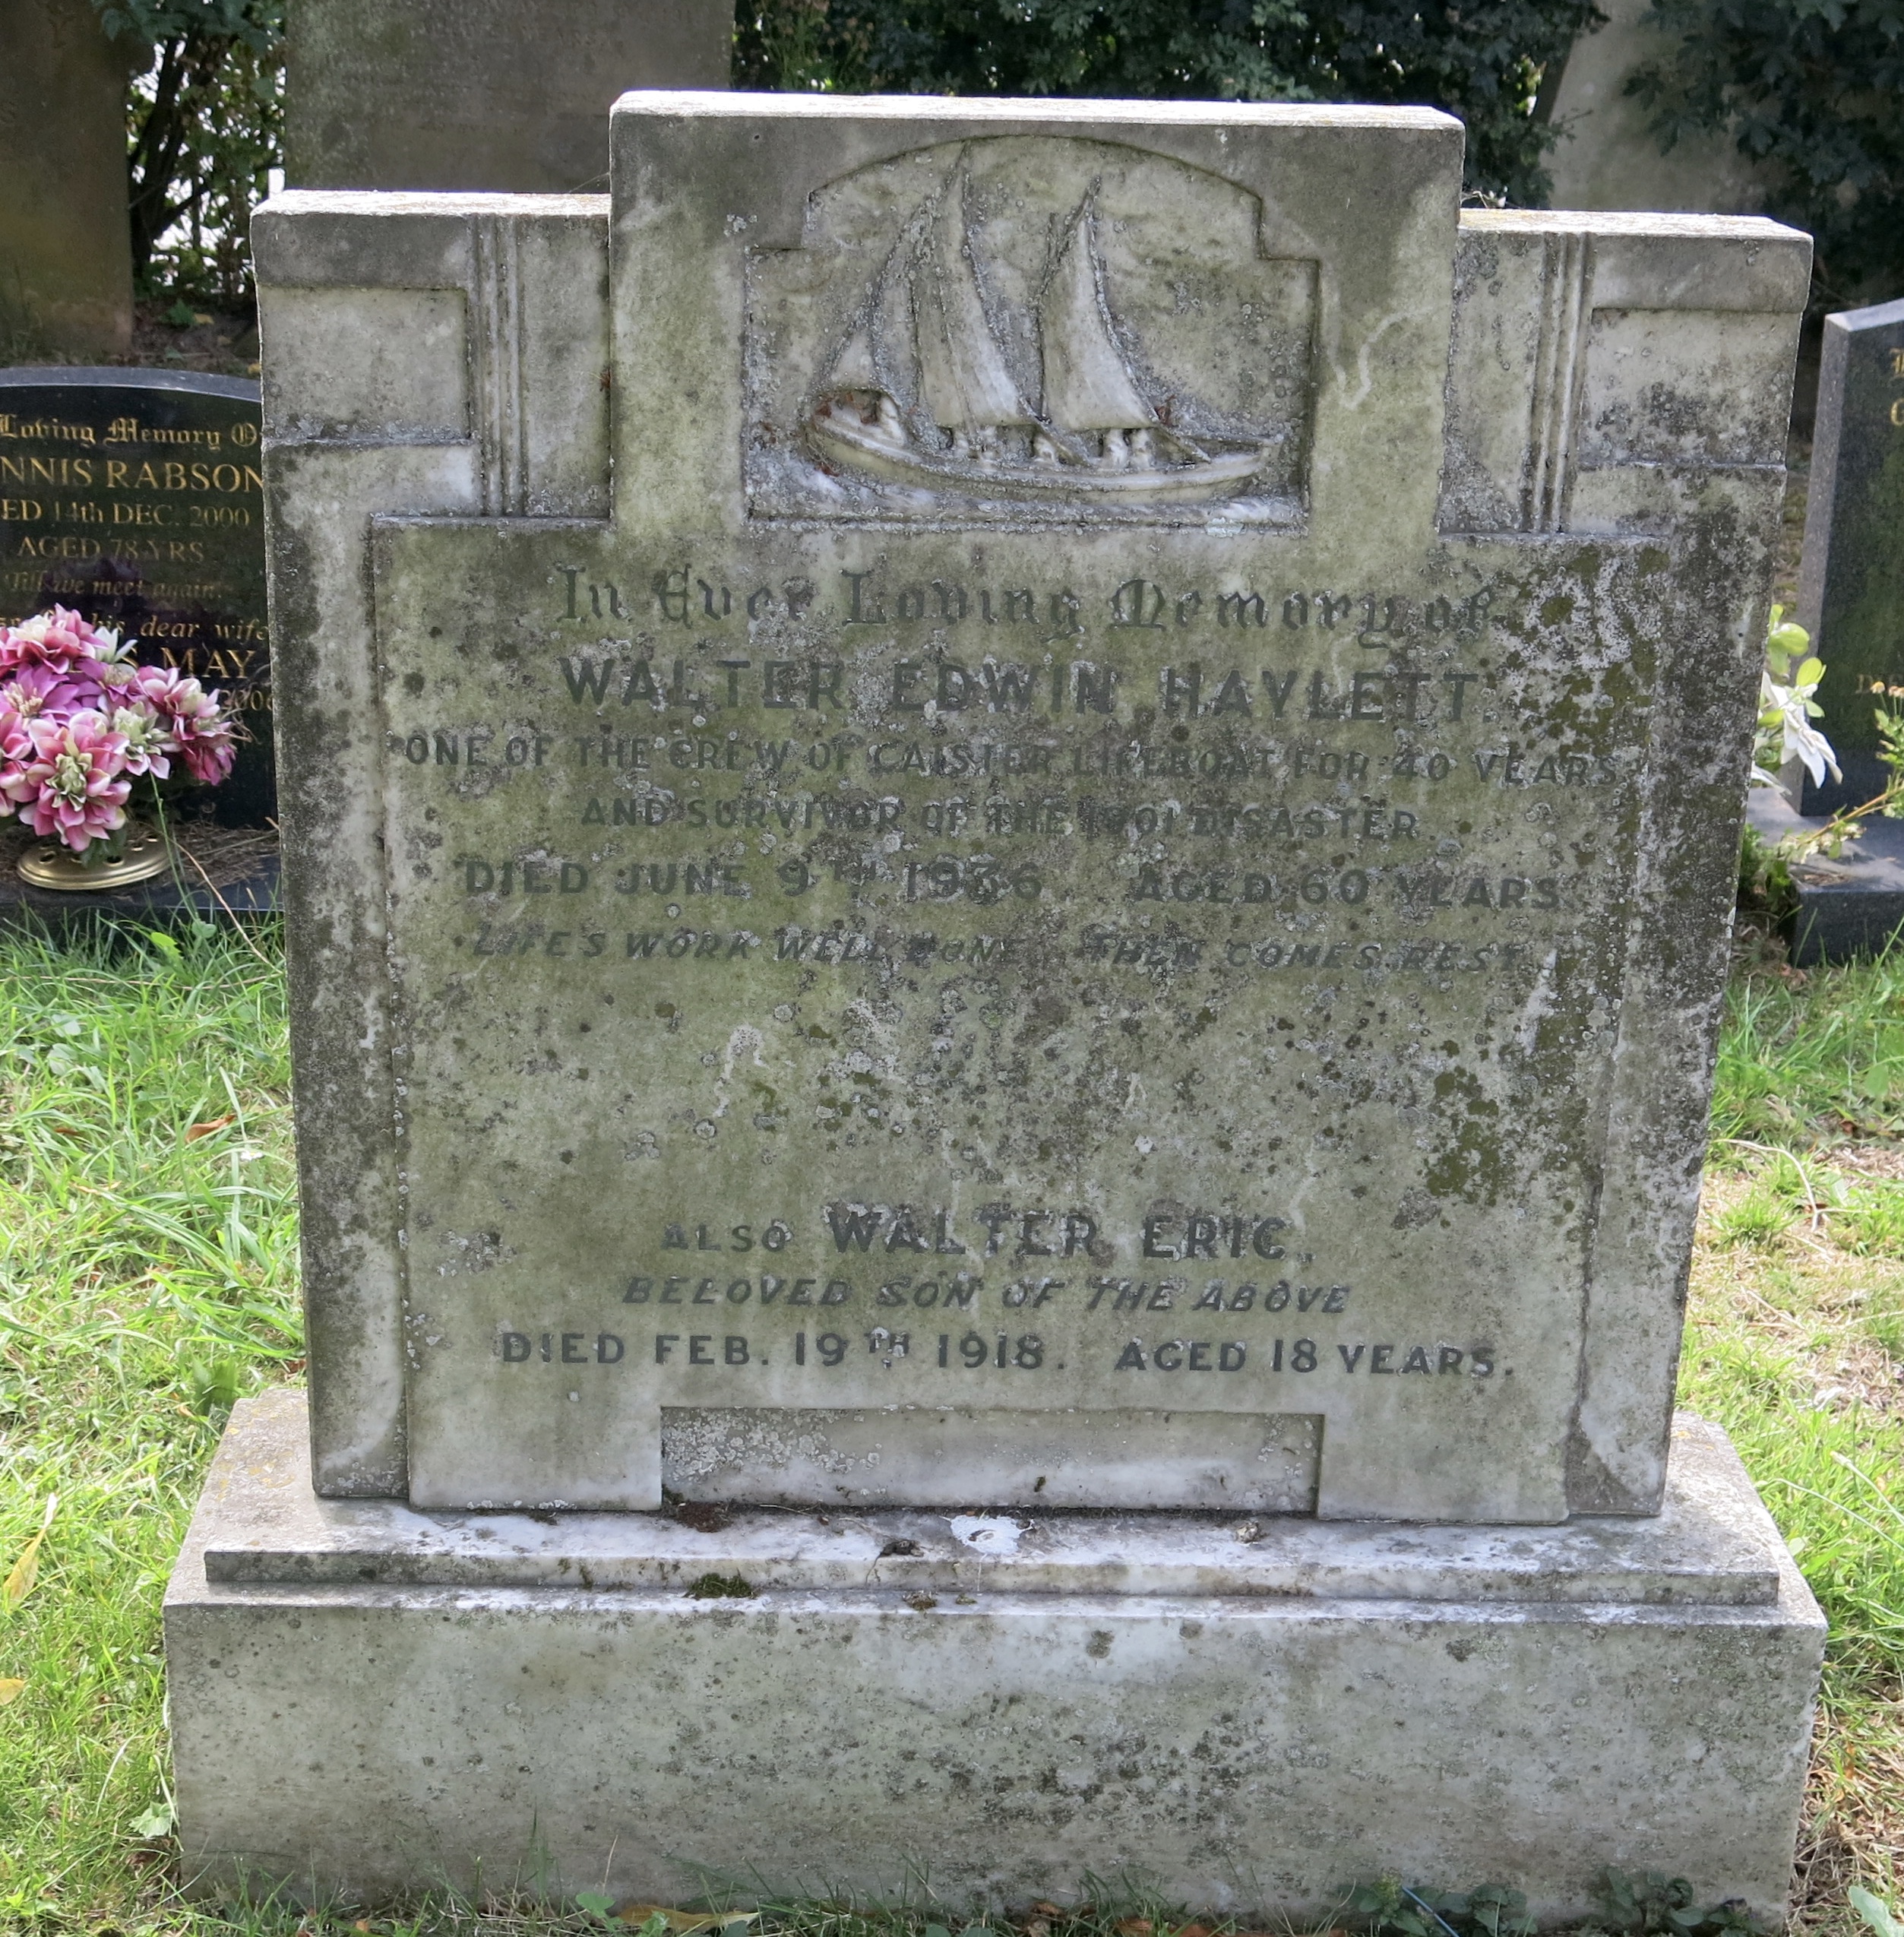 In Ever Loving Memory of
WALTER EDWIN HAYLETT.
ONE OF THE CREW OF CAISTER LIFEBOAT FOR 40 YEARS
AND SURVIVOR OF THE 1901 DISASTER.
DIED JUNE 9TH 1936. AGED 60 YEARS.
LIFE'S WORK WELL DONE. THEN COMES REST.
ALSO WALTER ERIC,
BELOVED SON OF THE ABOVE
DIED FEB. 19TH 1918. AGED 18 YEARS.
Loving Memory O
NNIS RABSON
ED 14th DEC. 2000
AGED 78 YRS
Till we meet again.
his dear wife
MAY